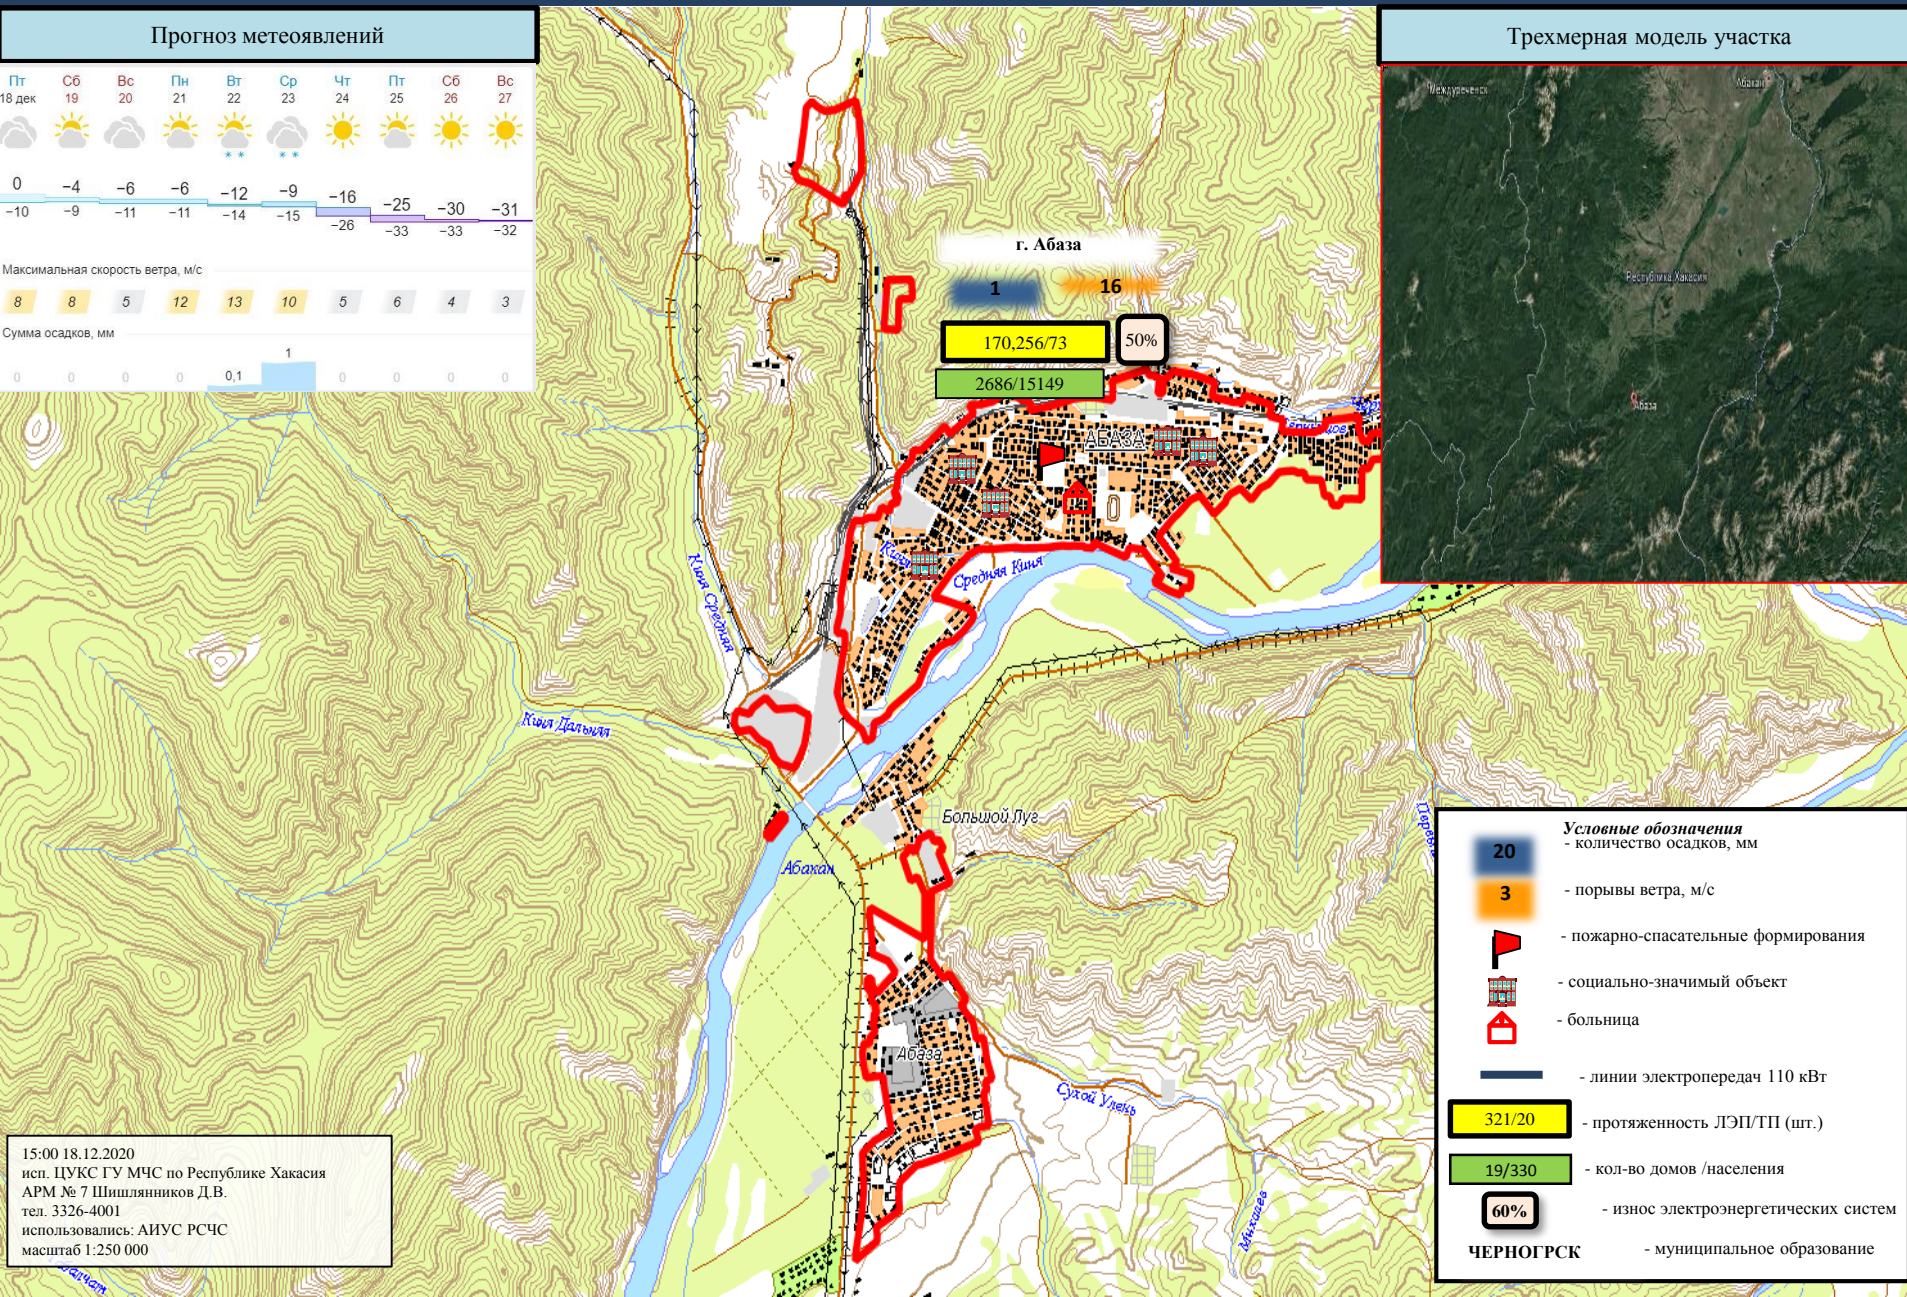 Прогноз метеоявлений
Пт Сб Вс Пн Вт Ср Чт Пт Сб Вс
18 дек 19 20 21 22 23 24 25 26 27
0 −4 −6 −6 −12 −9 −16 −25 −30 −31
−10 −9 −11 −11 −14 −15 −26 −33 −33 −32
Максимальная скорость ветра, м/с
8 8 5 12 13 10 5 6 4 3
Сумма осадков, мм
0 0 0 0 0,1 1 0 0 0 0
г. Абаза
1 16
170,256/73 50%
2686/15149
АБАЗА
Средняя Киня
Киня Средняя
Киня Дальняя
Большой Луг
Абакан
Абаза
Сухой Улень
Михалев
Трехмерная модель участка
Междуреченск
Абакан
Республика Хакасия
Абаза
Условные обозначения
20 - количество осадков, мм
3 - порывы ветра, м/с
- пожарно-спасательные формирования
- социально-значимый объект
- больница
- линии электропередач 110 кВт
321/20 - протяженность ЛЭП/ТП (шт.)
19/330 - кол-во домов /населения
60% - износ электроэнергетических систем
ЧЕРНОГРСК - муниципальное образование
15:00 18.12.2020
исп. ЦУКС ГУ МЧС по Республике Хакасия
АРМ № 7 Шишлянников Д.В.
тел. 3326-4001
использовались: АИУС РСЧС
масштаб 1:250 000